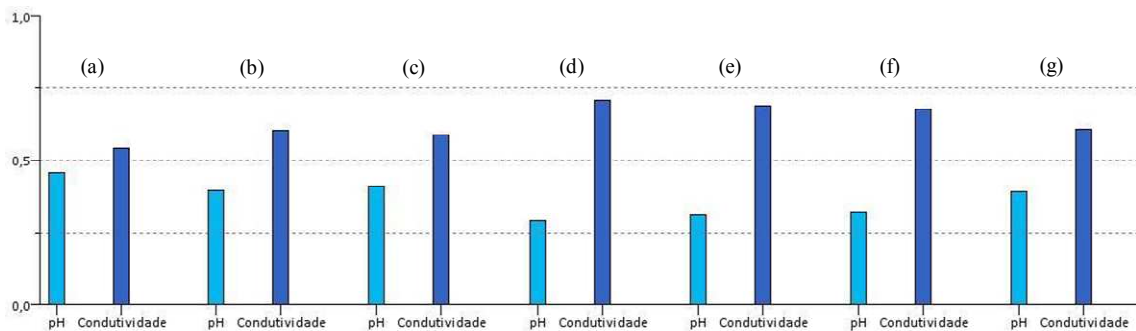 1,0
(a) (b) (c) (d) (e) (f) (g)
0,5
0,0
pH Condutividade pH Condutividade pH Condutividade pH Condutividade pH Condutividade pH Condutividade pH Condutividade